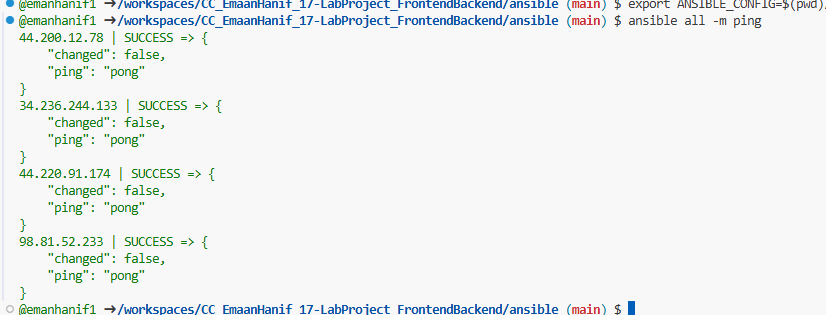 @emanhanif1 ➜/workspaces/CC_EmaanHanif_17-LabProject_FrontendBackend/ansible (main) $ export ANSIBLE_CONFIG=$(pwd)
@emanhanif1 ➜/workspaces/CC_EmaanHanif_17-LabProject_FrontendBackend/ansible (main) $ ansible all -m ping
44.200.12.78 | SUCCESS => {
    "changed": false,
    "ping": "pong"
}
34.236.244.133 | SUCCESS => {
    "changed": false,
    "ping": "pong"
}
44.220.91.174 | SUCCESS => {
    "changed": false,
    "ping": "pong"
}
98.81.52.233 | SUCCESS => {
    "changed": false,
    "ping": "pong"
}
@emanhanif1 ➜/workspaces/CC_EmaanHanif_17-LabProject_FrontendBackend/ansible (main) $